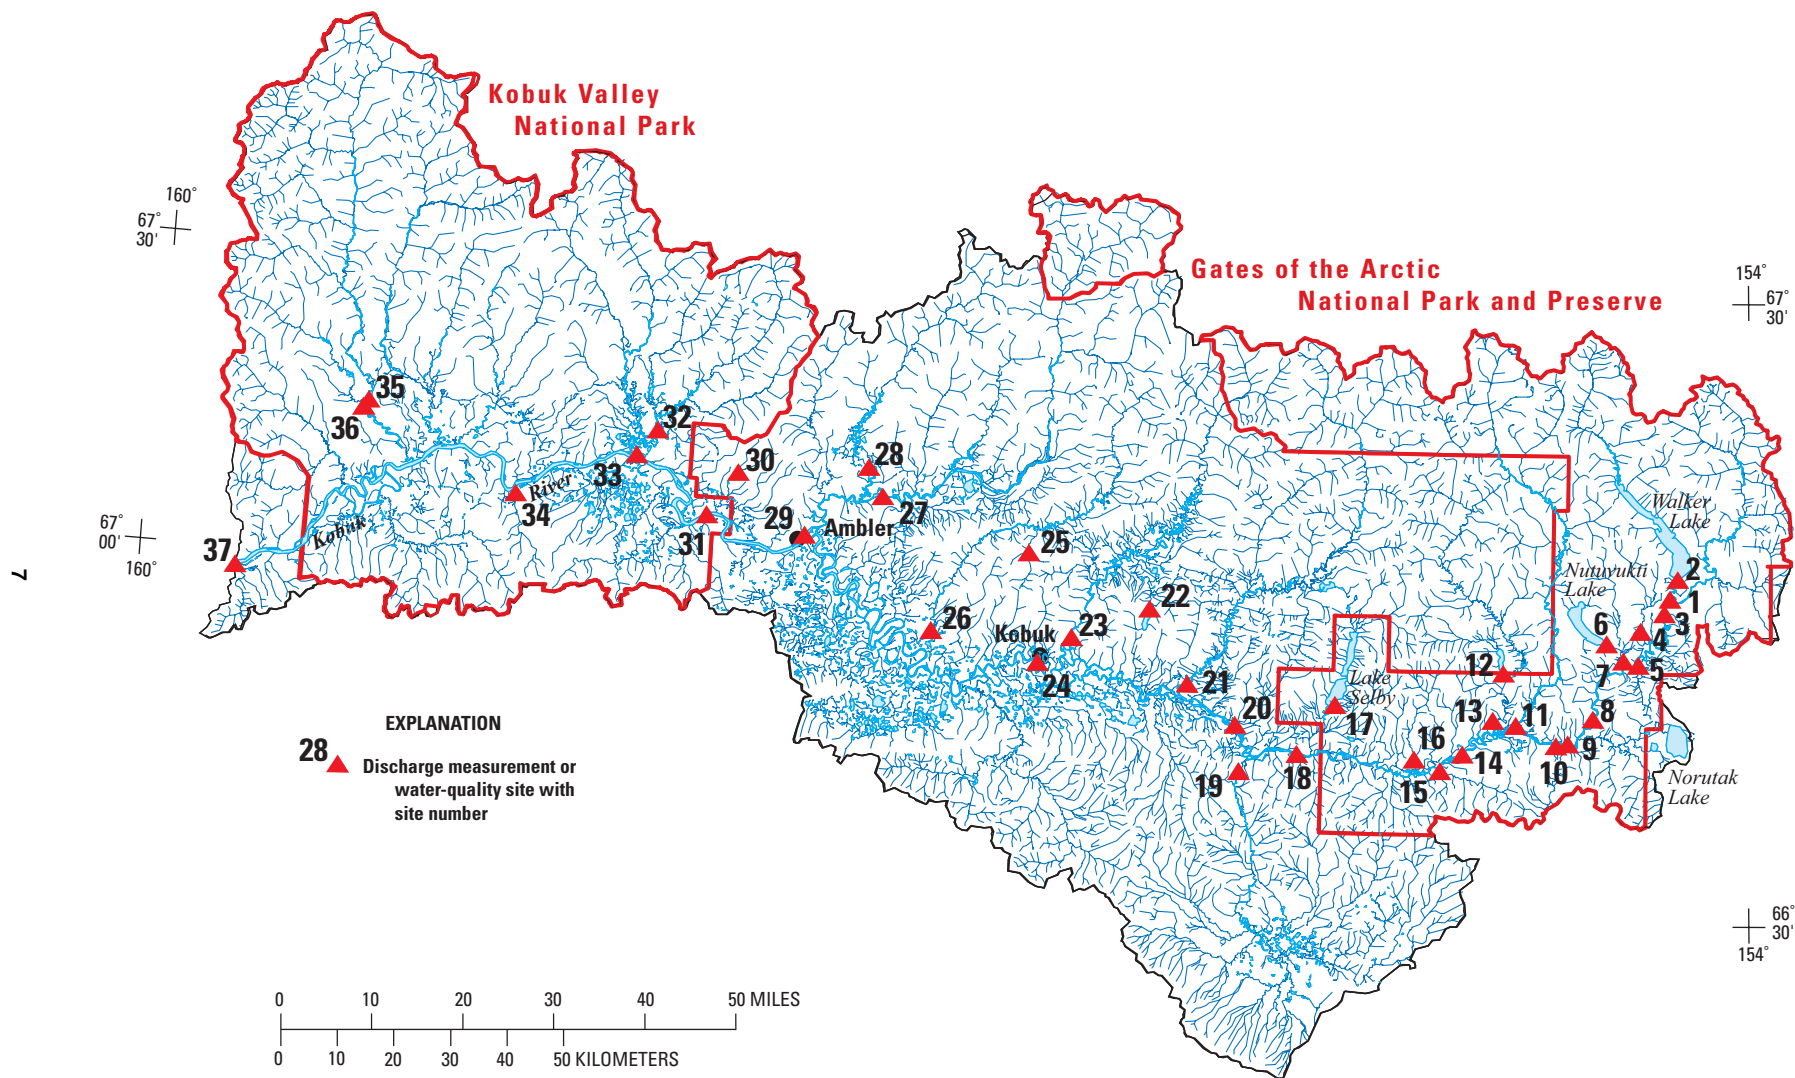 Kobuk Valley
National Park
160°
67°
30'
Gates of the Arctic
National Park and Preserve
154°
67°
30'
35
36
32
33
30
28
27
34
River
Kobuk
31
29
Ambler
67°
00'
160°
37
25
26
22
Kobuk
23
24
21
20
19
18
Walker
Lake
Nutuvukti
Lake
2
1
3
4
6
7
5
12
Lake
Selby
17
13
11
8
16
14
10
9
15
Norutak
Lake
7
EXPLANATION
28
Discharge measurement or
water-quality site with
site number
66°
30'
154°
0 10 20 30 40 50 MILES
0 10 20 30 40 50 KILOMETERS